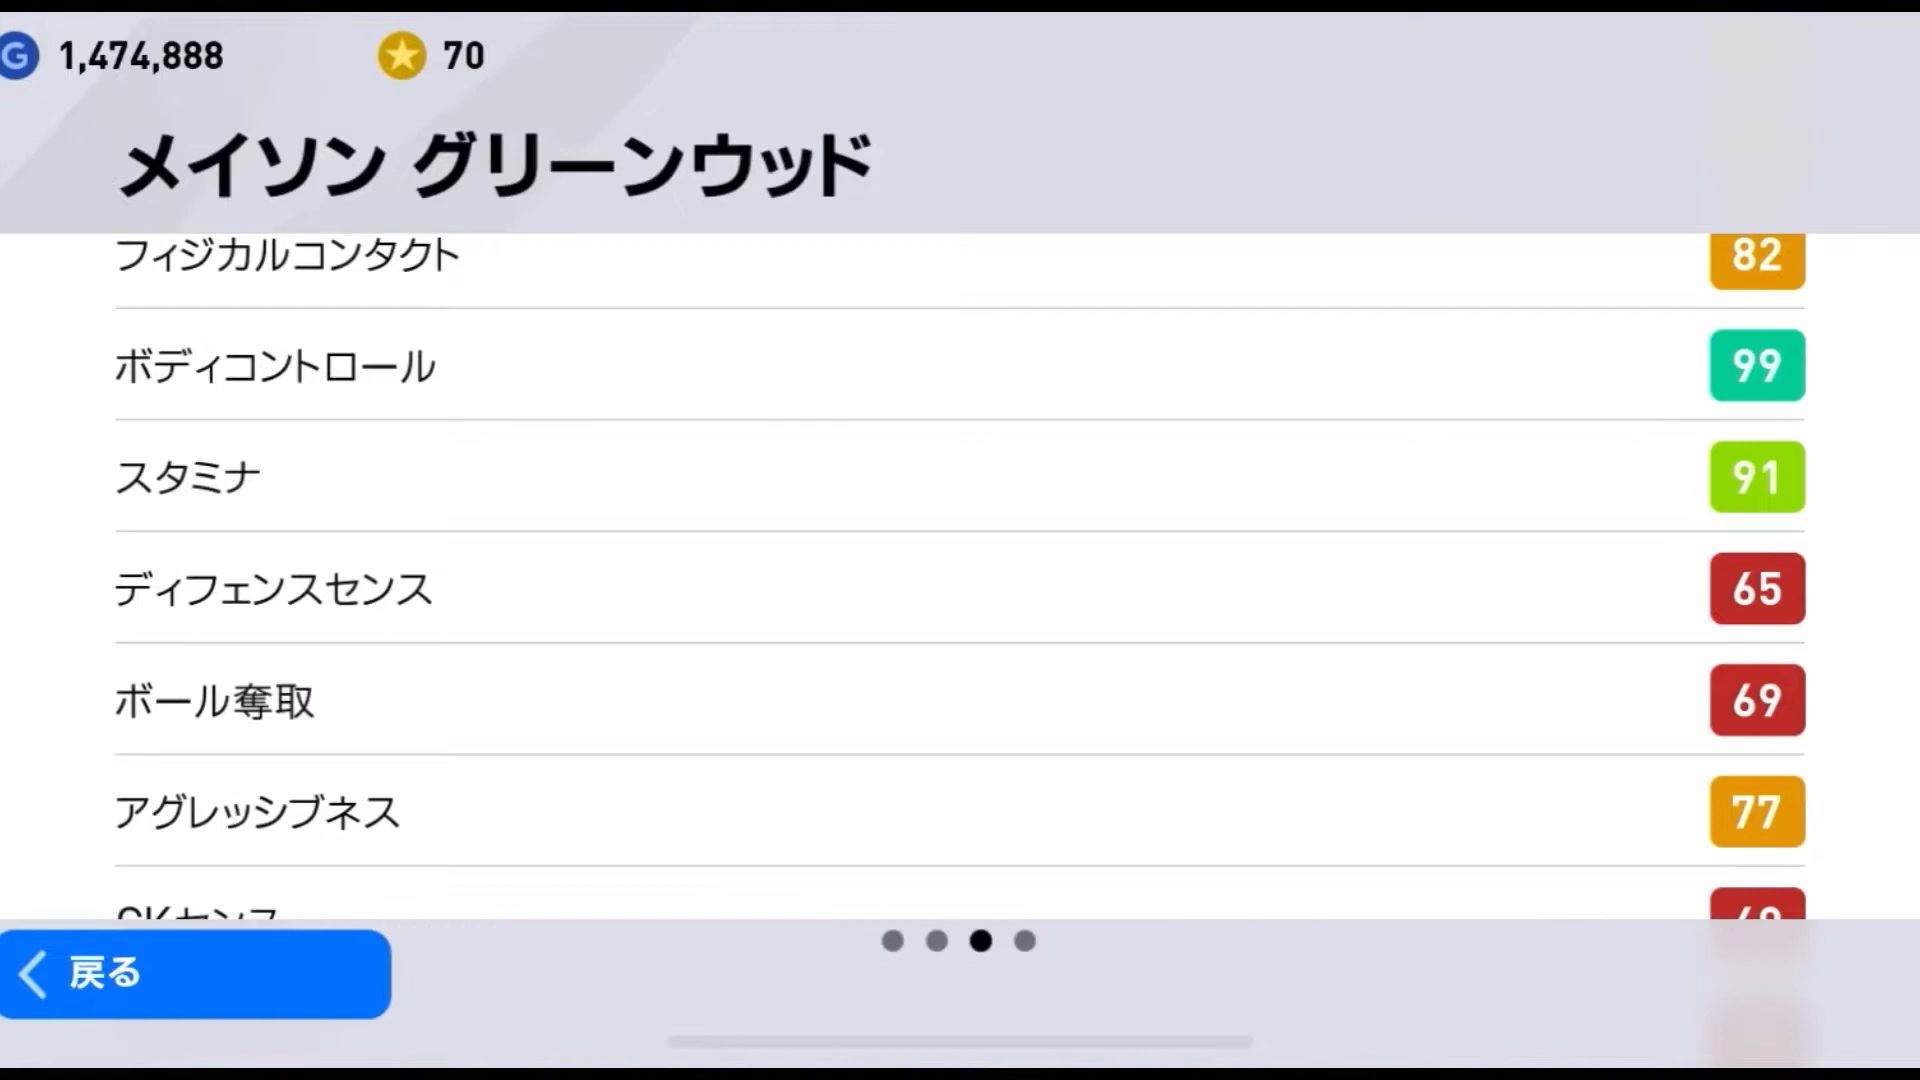 G 1,474,888 70
メイソン グリーンウッド
フィジカルコンタクト 82
ボディコントロール 99
スタミナ 91
ディフェンスセンス 65
ボール奪取 69
アグレッシブネス 77
戻る